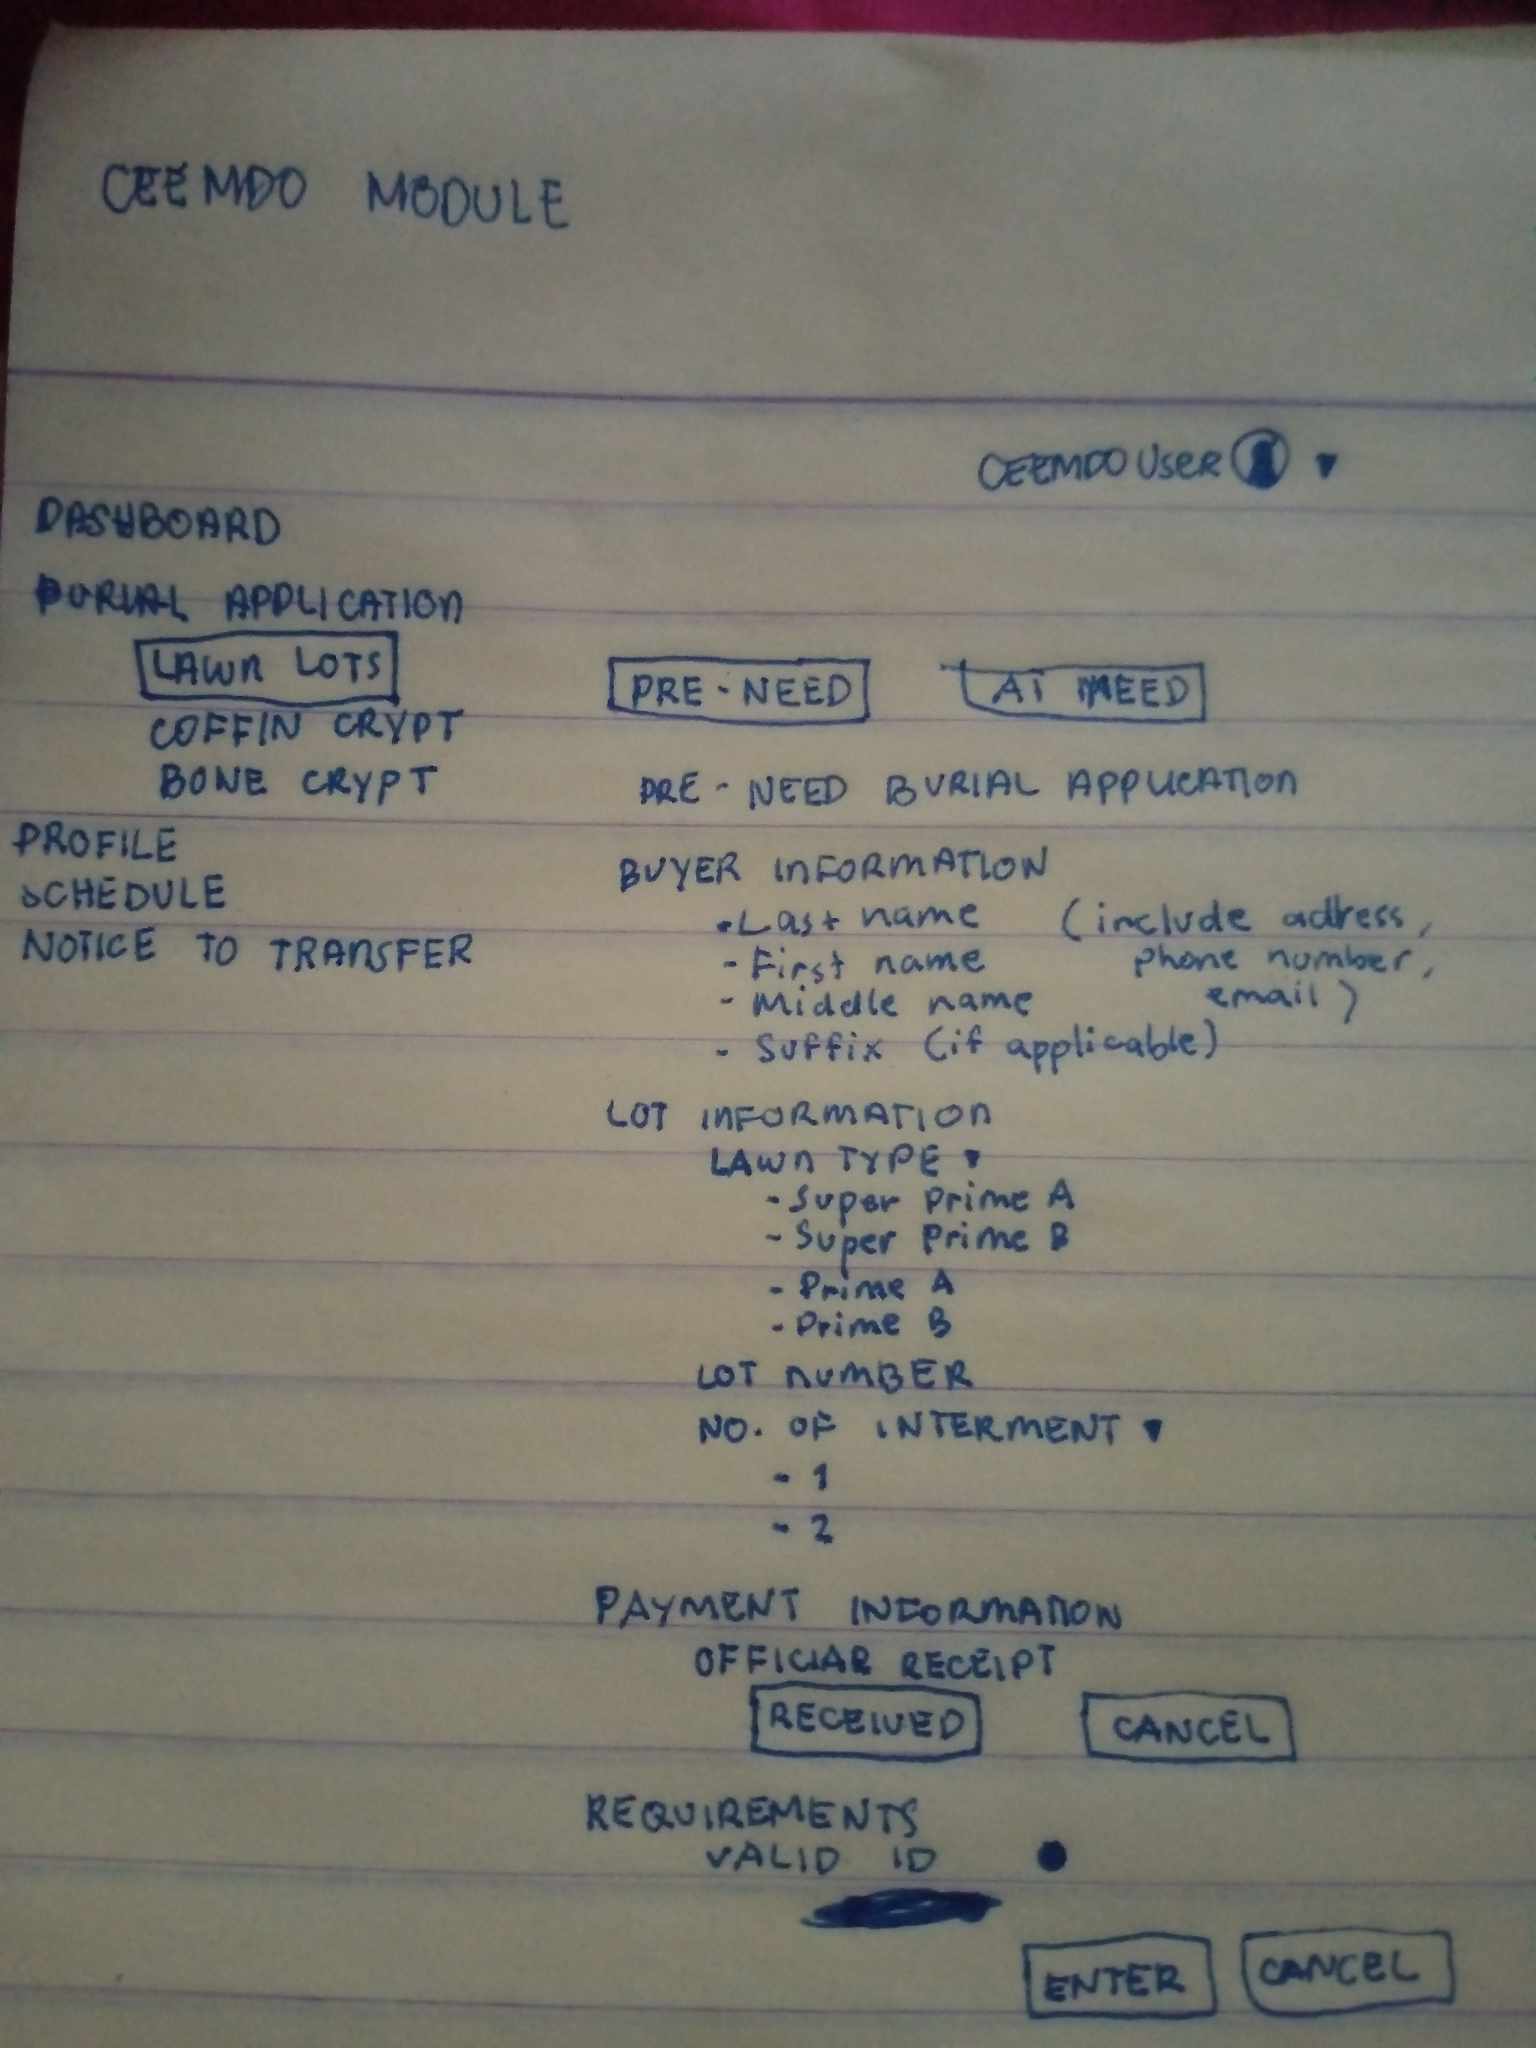 CEEMDO MODULE
CEEMDO USER ▼
DASHBOARD
BURIAL APPLICATION
LAWN LOTS
COFFIN CRYPT
BONE CRYPT
PROFILE
SCHEDULE
NOTICE TO TRANSFER
PRE-NEED
AT NEED
PRE-NEED BURIAL APPLICATION
BUYER INFORMATION
- Last name (include adress,
- First name phone number,
- Middle name email)
- Suffix (if applicable)
LOT INFORMATION
LAWN TYPE ▼
- Super Prime A
- Super Prime B
- Prime A
- Prime B
LOT NUMBER
NO. OF INTERMENT ▼
- 1
- 2
PAYMENT INFORMATION
OFFICIAR RECEIPT
RECEIVED CANCEL
REQUIREMENTS
VALID ID ●
ENTER CANCEL